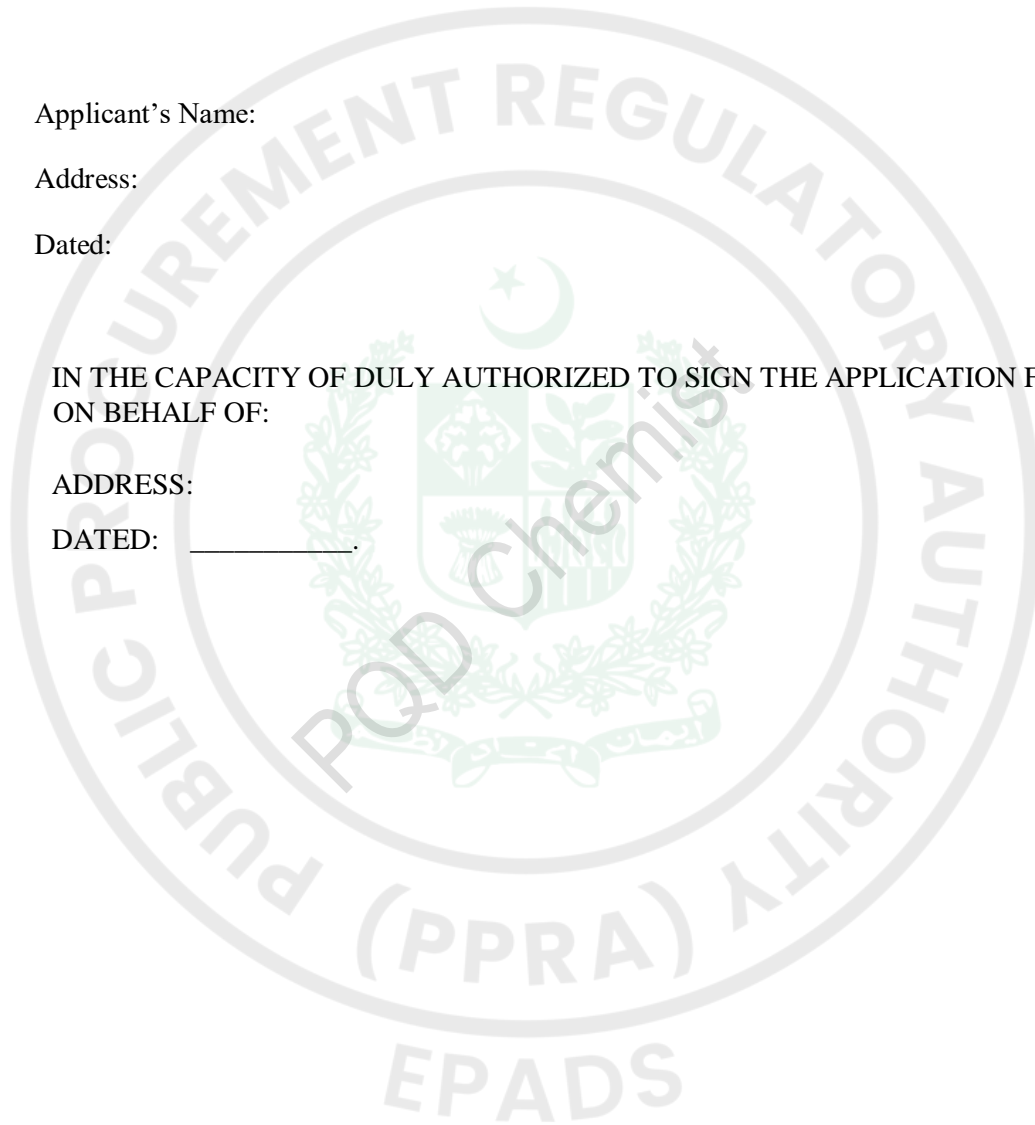 Applicant’s Name:
Address:
Dated:
IN THE CAPACITY OF DULY AUTHORIZED TO SIGN THE APPLICATION F
ON BEHALF OF:
ADDRESS:
DATED: ___________.
PQD Chemist
PUBLIC PROCUREMENT REGULATORY AUTHORITY
(PPRA)
EPADS